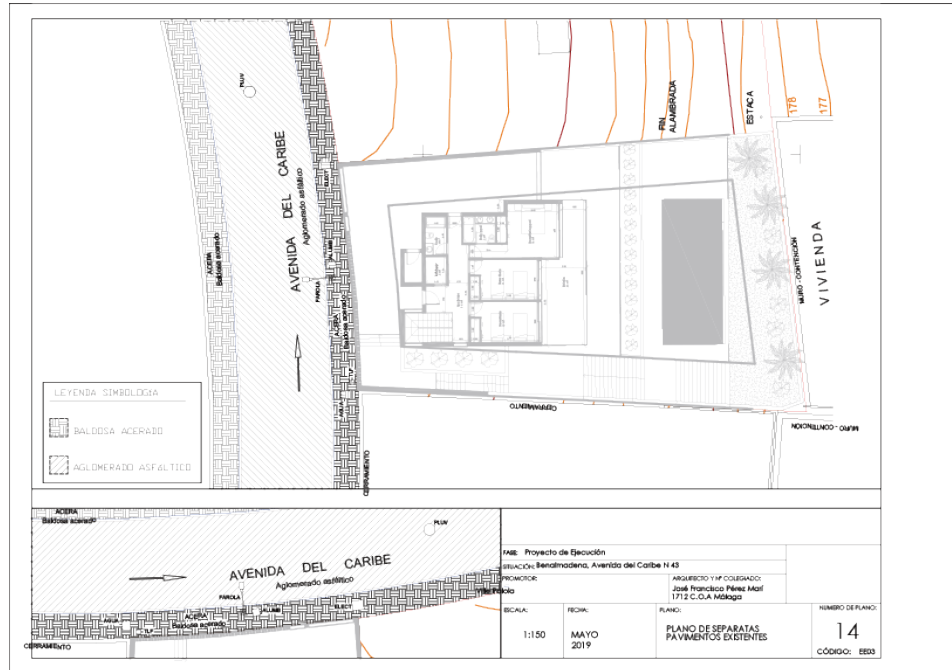 PLUV
AVENIDA DEL CARIBE
Aglomerado asfáltico
ACERA
Baldosa acerado
ELECT
ALUMB
FAROLA
ACERA
Baldosa acerado
TLF
AGUA
CERRAMIENTO
FIN
ALAMBRADA
ESTACA
178
177
MURO - CONTENCIÓN
VIVIENDA
CERRAMIENTO
MURO - CONTENCIÓN
LEYENDA SIMBOLOGIA
BALDOSA ACERADO
AGLOMERADO ASFALTICO
ACERA
Baldosa acerado
PLUV
AVENIDA DEL CARIBE
Aglomerado asfáltico
FAROLA
ALUMB
ELECT
AGUA
TLF
ACERA
Baldosa acerado
CERRAMIENTO
FASE: Proyecto de Ejecución
SITUACIÓN: Benalmadena, Avenida del Caribe N 43
PROMOTOR:
ARQUITECTO Y Nº COLEGIADO:
José Francisco Pérez Marí
1712 C.O.A Málaga
ESCALA:
1:150
FECHA:
MAYO
2019
PLANO:
PLANO DE SEPARATAS
PAVIMENTOS EXISTENTES
NUMERO DE PLANO:
14
CÓDIGO: EE03